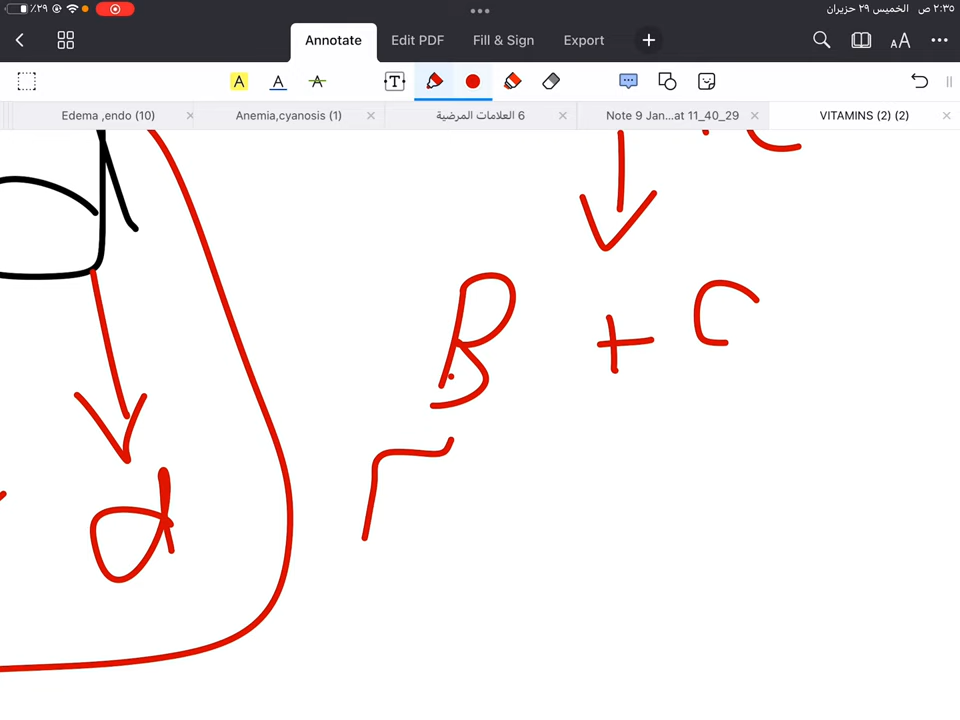 ٪٢٩ ٢:٣٥ ص الخميس ٢٩ حزيران
Annotate Edit PDF Fill & Sign Export +
A A A T AA
Edema ,endo (10) × Anemia,cyanosis (1) × 6 العلامات المرضية × Note 9 Jan...at 11_40_29 × VITAMINS (2) (2) ×
B + C
d